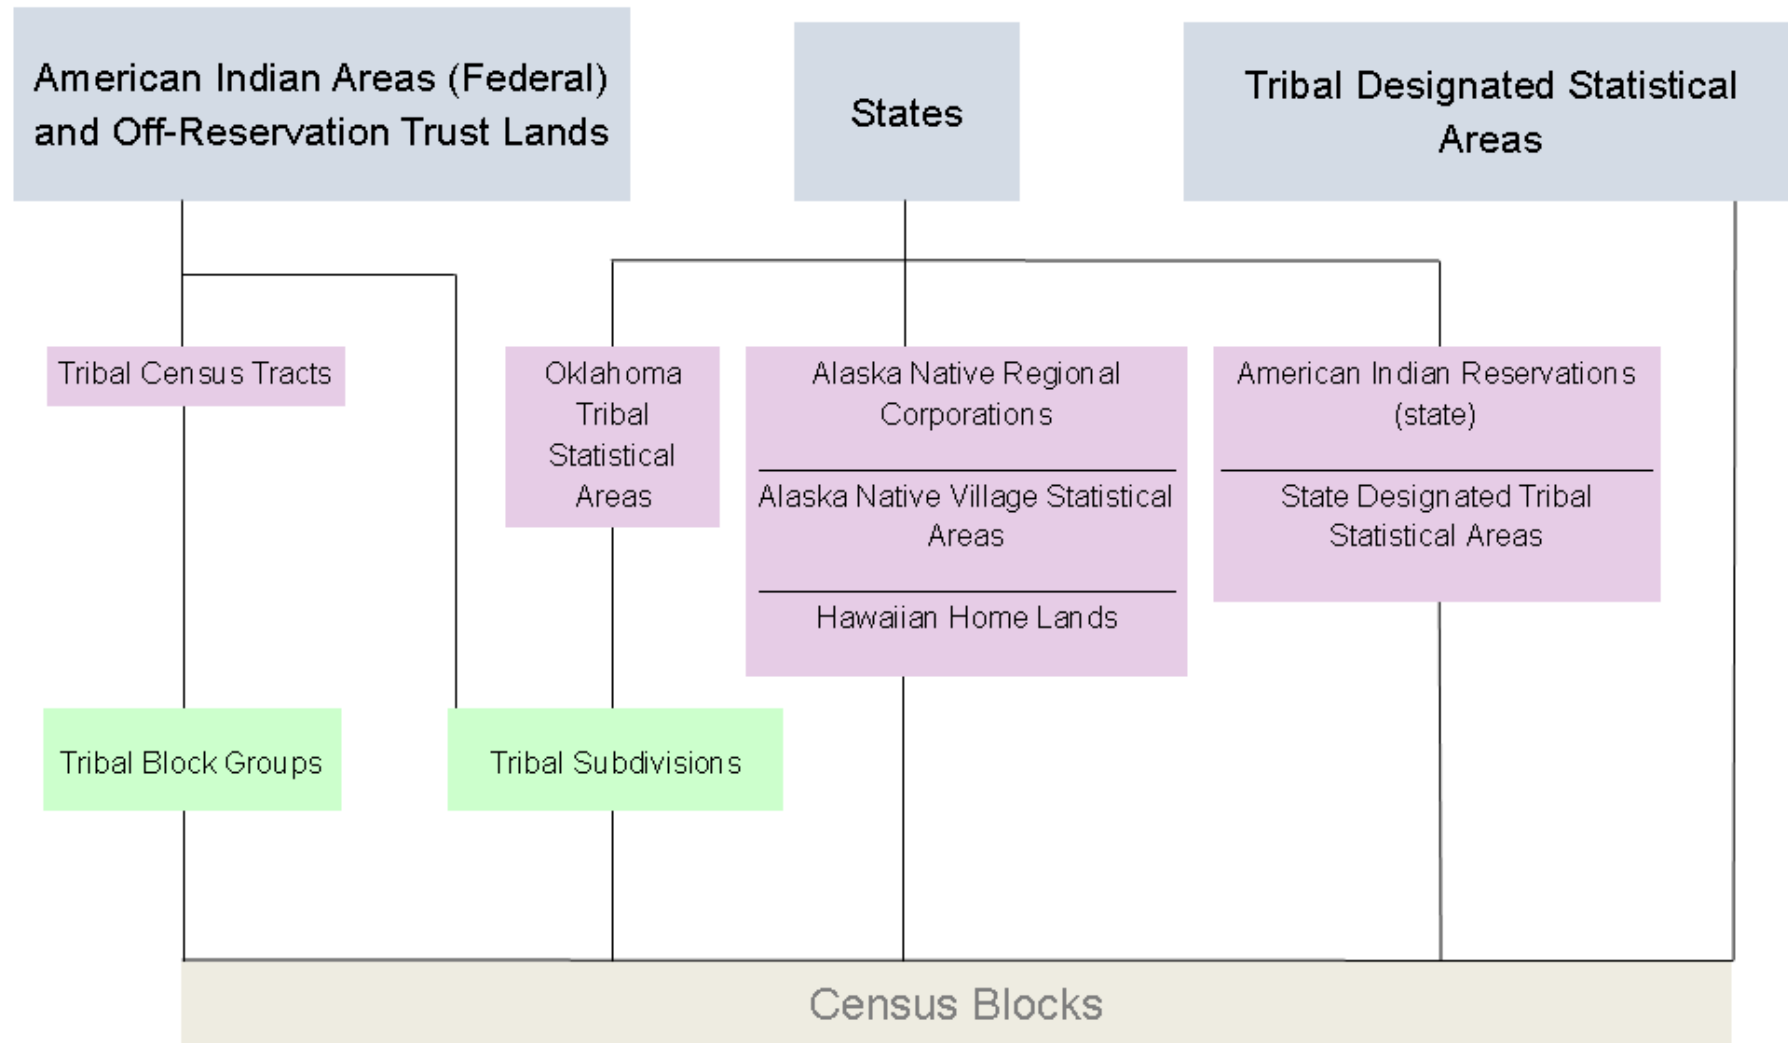 American Indian Areas (Federal)
and Off-Reservation Trust Lands
States
Tribal Designated Statistical
Areas
Tribal Census Tracts
Oklahoma
Tribal
Statistical
Areas
Alaska Native Regional
Corporations
Alaska Native Village Statistical
Areas
Hawaiian Home Lands
American Indian Reservations
(state)
State Designated Tribal
Statistical Areas
Tribal Block Groups
Tribal Subdivisions
Census Blocks